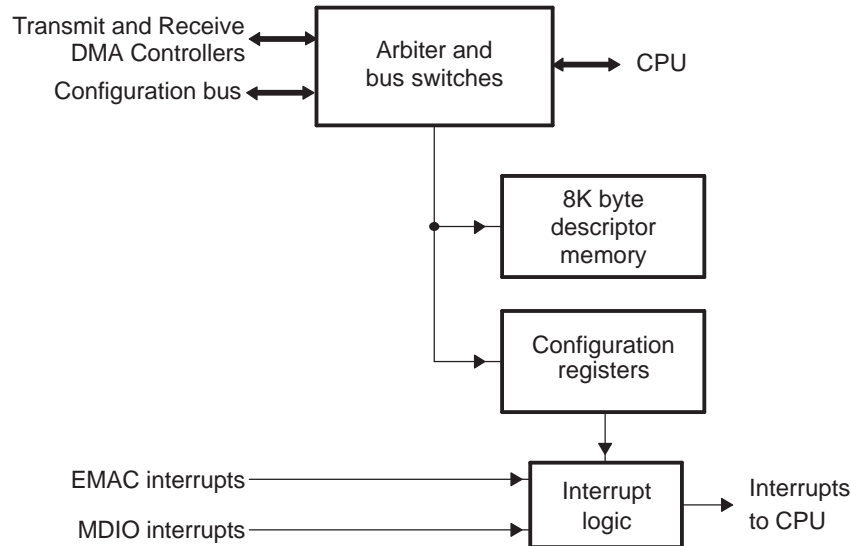 Transmit and Receive
DMA Controllers
Configuration bus
Arbiter and
bus switches
CPU
8K byte
descriptor
memory
Configuration
registers
EMAC interrupts
MDIO interrupts
Interrupt
logic
Interrupts
to CPU